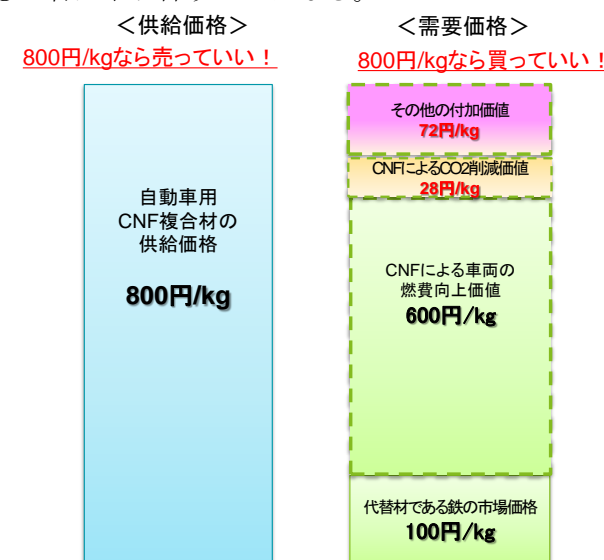 ＜供給価格＞
800円/kgなら売っていい！
＜需要価格＞
800円/kgなら買っていい！
自動車用
CNF複合材の
供給価格
800円/kg
その他の付加価値
72円/kg
CNFによるCO2削減価値
28円/kg
CNFによる車両の
燃費向上価値
600円/kg
代替材である鉄の市場価格
100円/kg